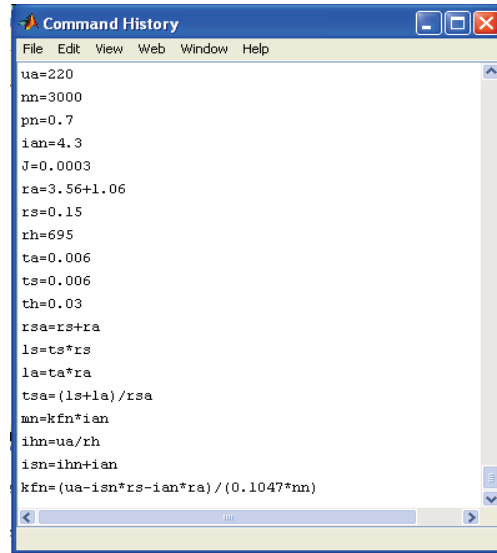 Command History
File Edit View Web Window Help
ua=220
nn=3000
pn=0.7
ian=4.3
J=0.0003
ra=3.56+1.06
rs=0.15
rh=695
ta=0.006
ts=0.006
th=0.03
rsa=rs+ra
ls=ts*rs
la=ta*ra
tsa=(ls+la)/rsa
mn=kfn*ian
ihn=ua/rh
isn=ihn+ian
kfn=(ua-isn*rs-ian*ra)/(0.1047*nn)